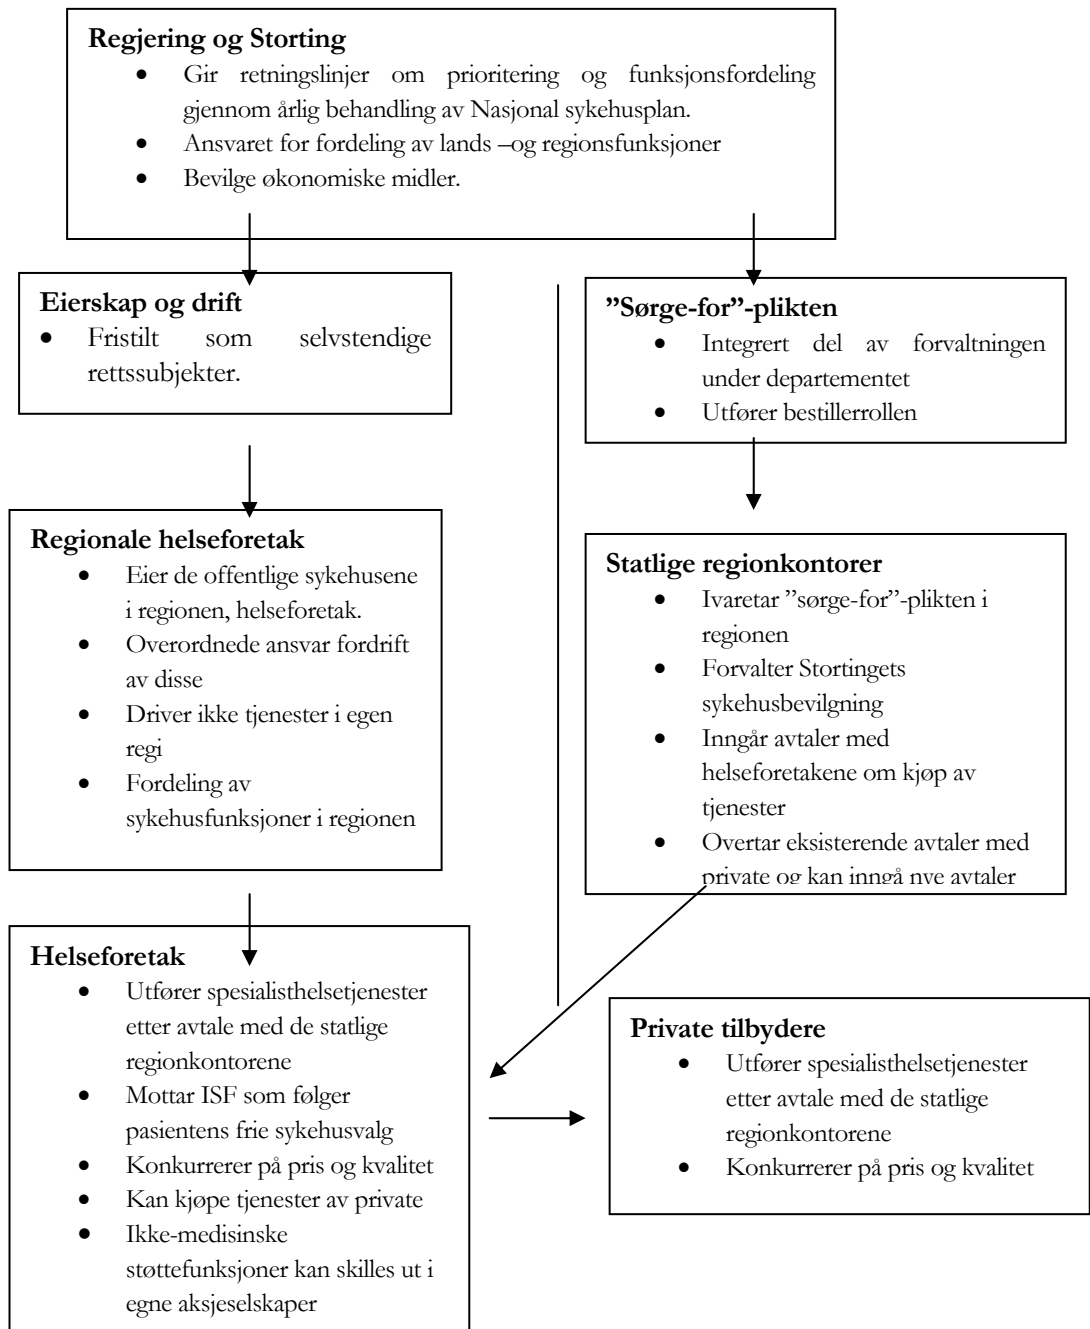 Regjering og Storting
• Gir retningslinjer om prioritering og funksjonsfordeling
gjennom årlig behandling av Nasjonal sykehusplan.
• Ansvaret for fordeling av lands –og regionsfunksjoner
• Bevilge økonomiske midler.
Eierskap og drift
• Fristilt som selvstendige
rettssubjekter.
”Sørge-for”-plikten
• Integrert del av forvaltningen
under departementet
• Utfører bestillerrollen
Regionale helseforetak
• Eier de offentlige sykehusene
i regionen, helseforetak.
• Overordnede ansvar fordrift
av disse
• Driver ikke tjenester i egen
regi
• Fordeling av
sykehusfunksjoner i regionen
Statlige regionkontorer
• Ivaretar ”sørge-for”-plikten i
regionen
• Forvalter Stortingets
sykehusbevilgning
• Inngår avtaler med
helseforetakene om kjøp av
tjenester
• Overtar eksisterende avtaler med
private og kan inngå nye avtaler
Helseforetak
• Utfører spesialisthelsetjenester
etter avtale med de statlige
regionkontorene
• Mottar ISF som følger
pasientens frie sykehusvalg
• Konkurrerer på pris og kvalitet
• Kan kjøpe tjenester av private
• Ikke-medisinske
støttefunksjoner kan skilles ut i
egne aksjeselskaper
Private tilbydere
• Utfører spesialisthelsetjenester
etter avtale med de statlige
regionkontorene
• Konkurrerer på pris og kvalitet